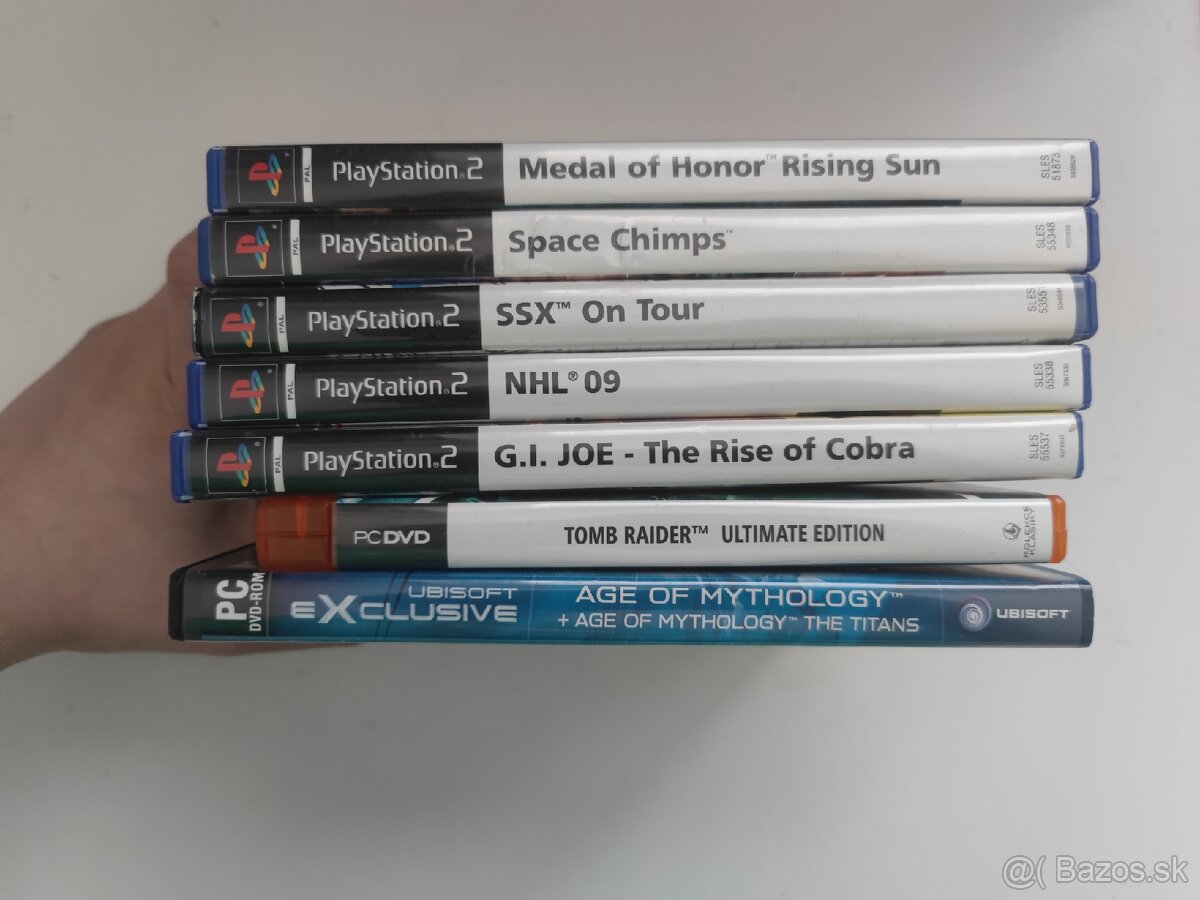 PAL PlayStation®2 Medal of Honor™ Rising Sun SLES 51873
PAL PlayStation®2 Space Chimps™ SLES 55348
PAL PlayStation®2 SSX™ On Tour SLES 53557
PAL PlayStation®2 NHL® 09 SLES 55338
PAL PlayStation®2 G.I. JOE - The Rise of Cobra SLES 55537
PC DVD TOMB RAIDER™ ULTIMATE EDITION KOLEKCE KLASIKY
PC DVD-ROM UBISOFT EXCLUSIVE AGE OF MYTHOLOGY™
+ AGE OF MYTHOLOGY™ THE TITANS UBISOFT
@( Bazos.sk